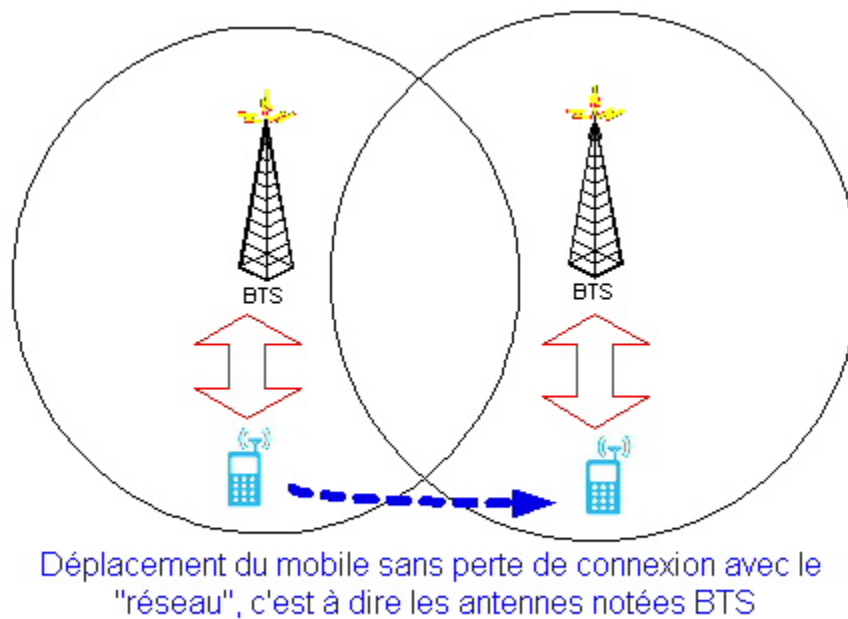 BTS
BTS
Déplacement du mobile sans perte de connexion avec le
"réseau", c'est à dire les antennes notées BTS